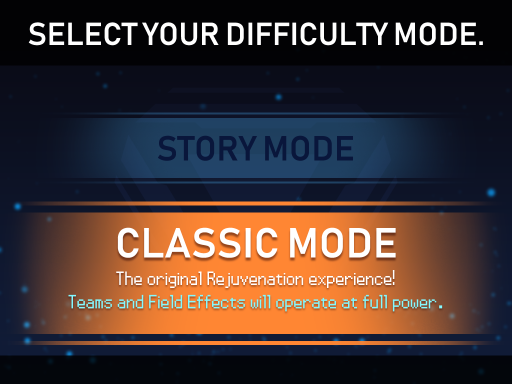 SELECT YOUR DIFFICULTY MODE.
STORY MODE
CLASSIC MODE
The original Rejuvenation experience!
Teams and Field Effects will operate at full power.